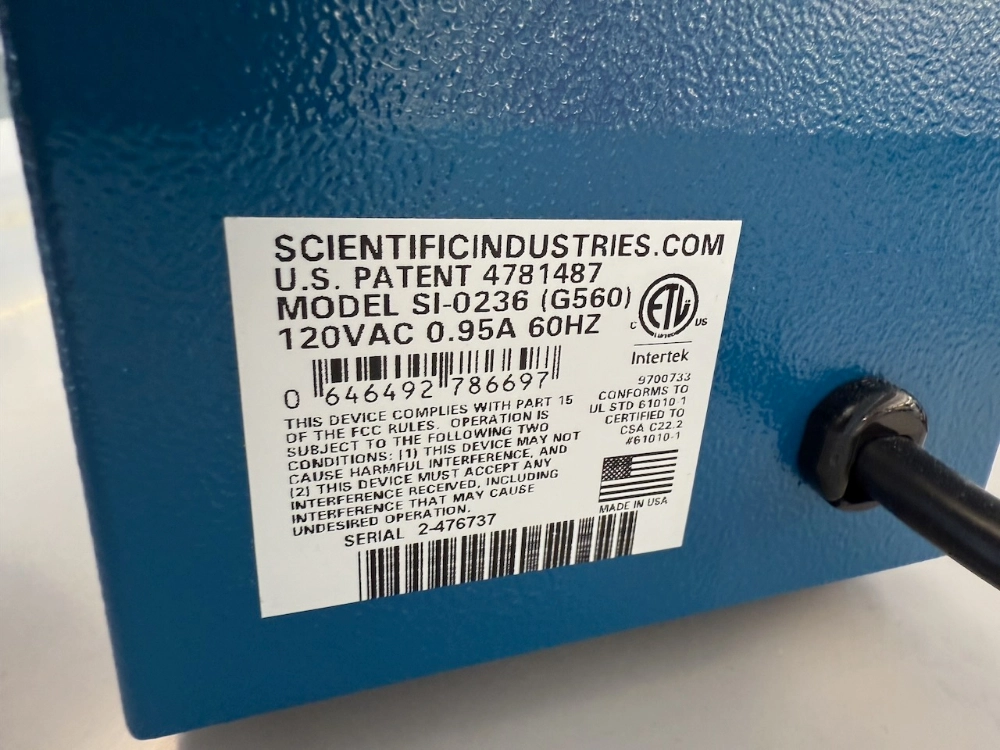 SCIENTIFICINDUSTRIES.COM
U.S. PATENT 4781487
MODEL SI-0236 (G560)
120VAC 0.95A 60HZ
C ETL US
Intertek
0 646492 786697
9700733
CONFORMS TO
UL STD 61010-1
CERTIFIED TO
CSA C22.2
#61010-1
THIS DEVICE COMPLIES WITH PART 15
OF THE FCC RULES. OPERATION IS
SUBJECT TO THE FOLLOWING TWO
CONDITIONS: (1) THIS DEVICE MAY NOT
CAUSE HARMFUL INTERFERENCE, AND
(2) THIS DEVICE MUST ACCEPT ANY
INTERFERENCE RECEIVED, INCLUDING
INTERFERENCE THAT MAY CAUSE
UNDESIRED OPERATION.
MADE IN USA
SERIAL 2-476737